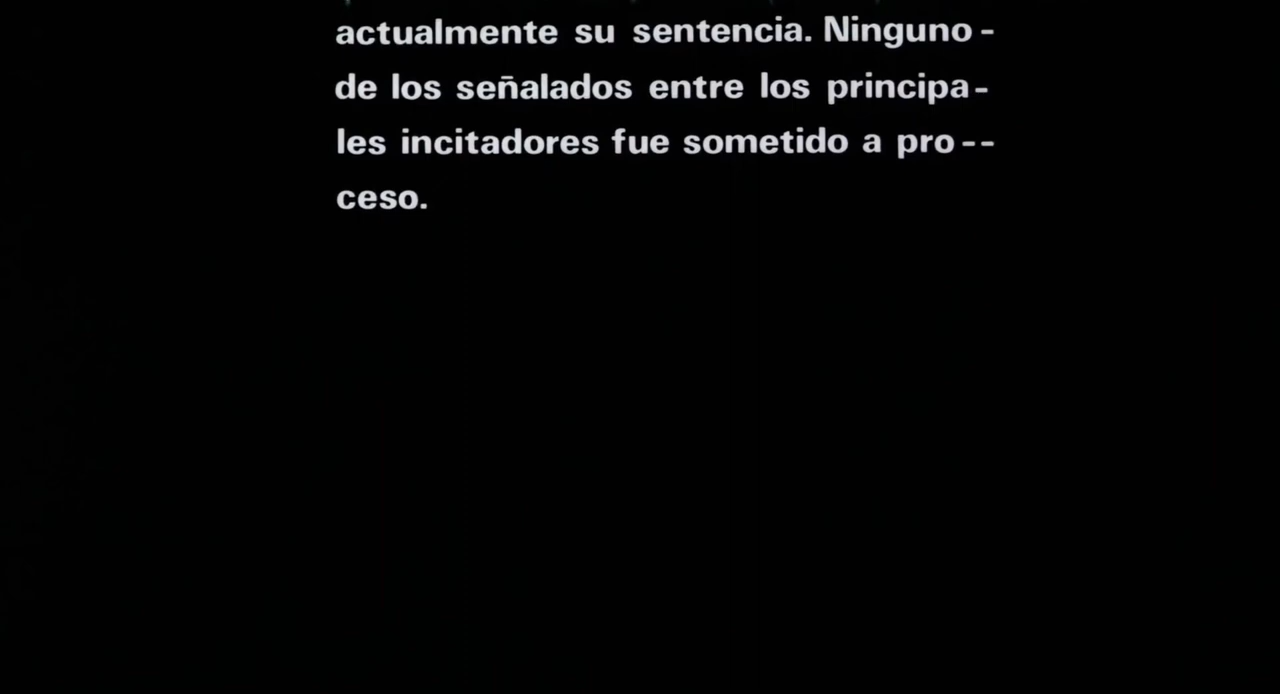 actualmente su sentencia. Ninguno -
de los señalados entre los principa-
les incitadores fue sometido a pro--
ceso.